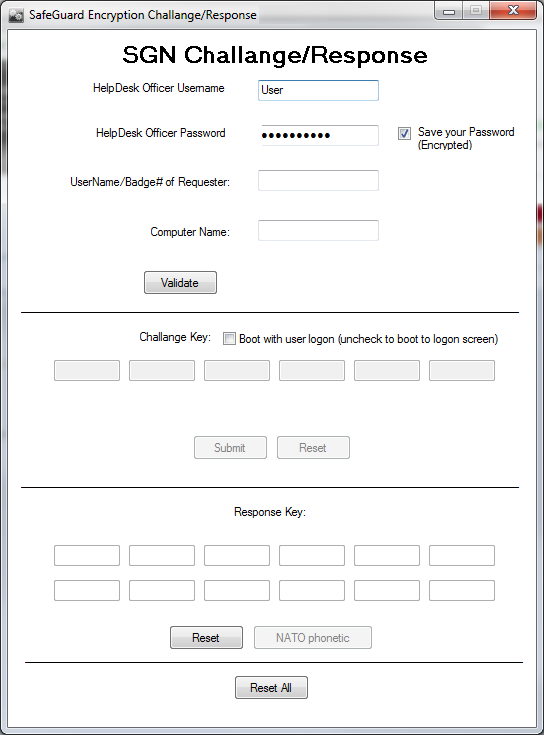 SafeGuard Encryption Challange/Response
SGN Challange/Response
HelpDesk Officer Username
User
HelpDesk Officer Password
●●●●●●●●●●
Save your Password
(Encrypted)
UserName/Badge# of Requester:
Computer Name:
Validate
Challange Key:
Boot with user logon (uncheck to boot to logon screen)
Submit
Reset
Response Key:
Reset
NATO phonetic
Reset All